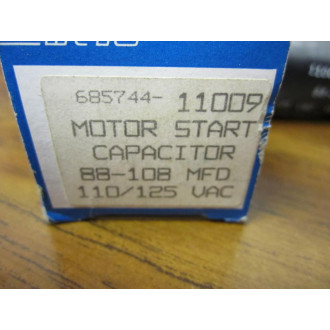 685744-11009
MOTOR START
CAPACITOR
88-108 MFD
110/125 VAC